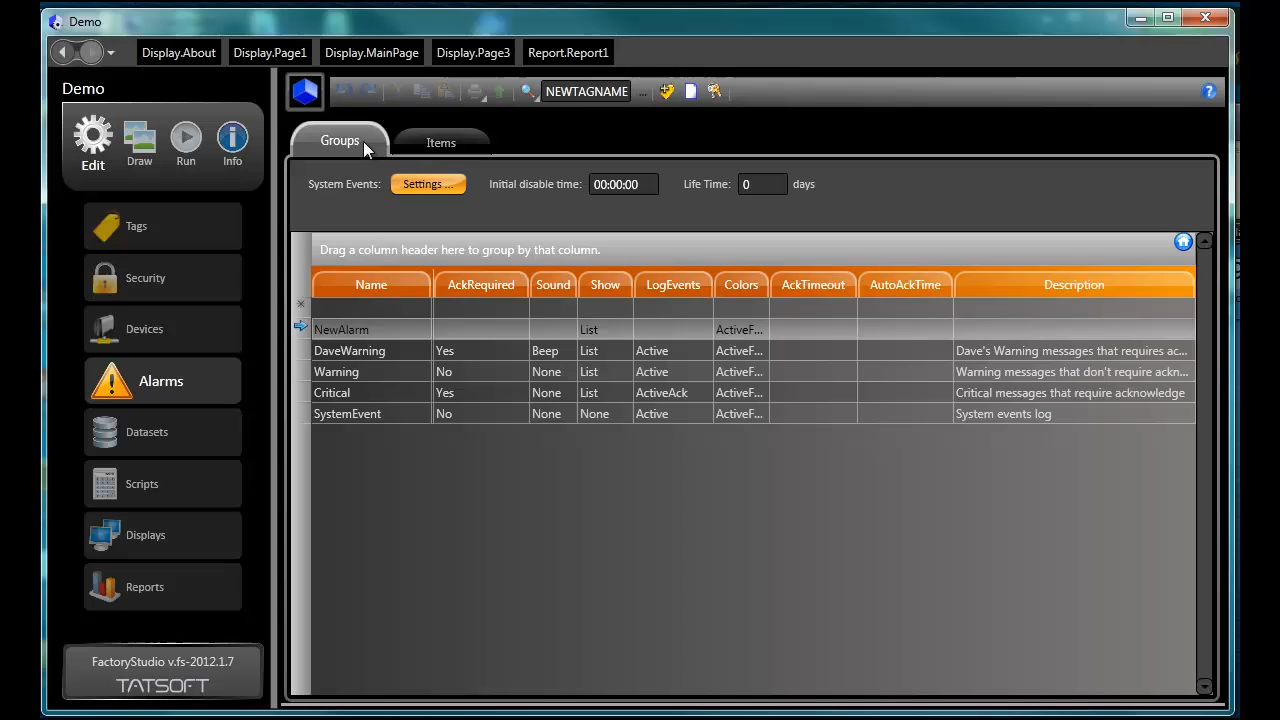 Demo
Display.About Display.Page1 Display.MainPage Display.Page3 Report.Report1
Demo
NEWTAGNAME ...
Edit Draw Run Info
Groups Items
System Events: Settings ... Initial disable time: 00:00:00 Life Time: 0 days
Tags
Security
Devices
Alarms
Datasets
Scripts
Displays
Reports
Drag a column header here to group by that column.
Name AckRequired Sound Show LogEvents Colors AckTimeout AutoAckTime Description
NewAlarm List ActiveF...
DaveWarning Yes Beep List Active ActiveF... Dave's Warning messages that requires ac...
Warning No None List Active ActiveF... Warning messages that don't require ackn...
Critical Yes None List ActiveAck ActiveF... Critical messages that require acknowledge
SystemEvent No None None Active ActiveF... System events log
FactoryStudio v.fs-2012.1.7
TATSOFT